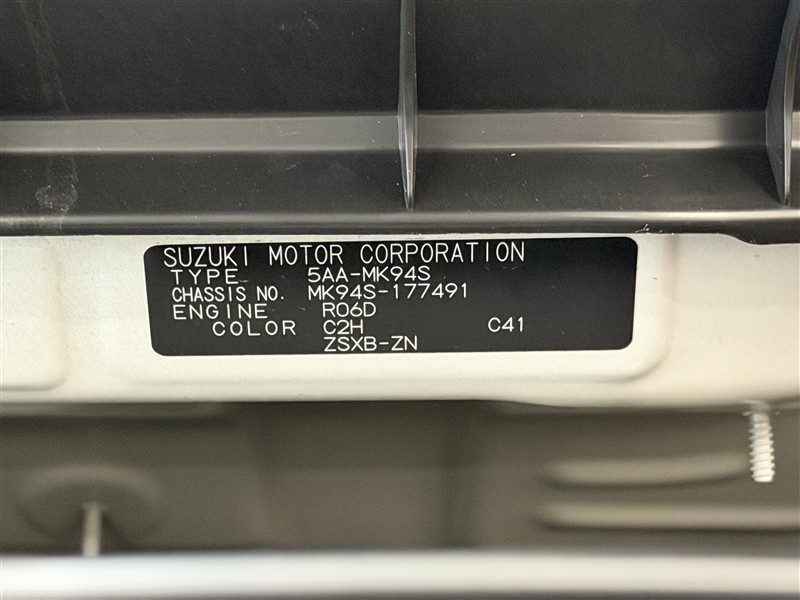 SUZUKI MOTOR CORPORATION
TYPE 5AA-MK94S
CHASSIS NO. MK94S-177491
ENGINE R06D
COLOR C2H C41
ZSXB-ZN